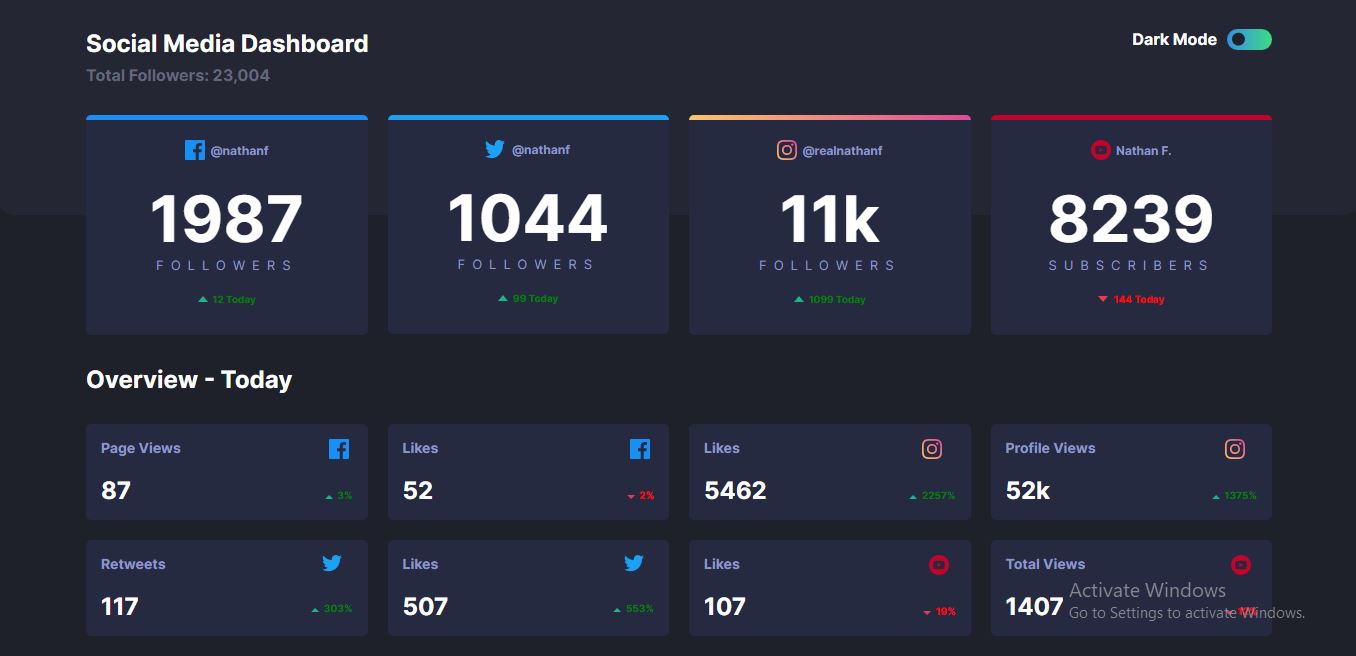 Social Media Dashboard
Dark Mode
Total Followers: 23,004
@nathanf
@nathanf
@realnathanf
Nathan F.
1987
1044
11k
8239
FOLLOWERS
FOLLOWERS
FOLLOWERS
SUBSCRIBERS
12 Today
99 Today
1099 Today
144 Today
Overview - Today
Page Views
Likes
Likes
Profile Views
87
3%
52
2%
5462
2257%
52k
1375%
Retweets
Likes
Likes
Total Views
117
303%
507
553%
107
19%
1407
Activate Windows
Go to Settings to activate Windows.